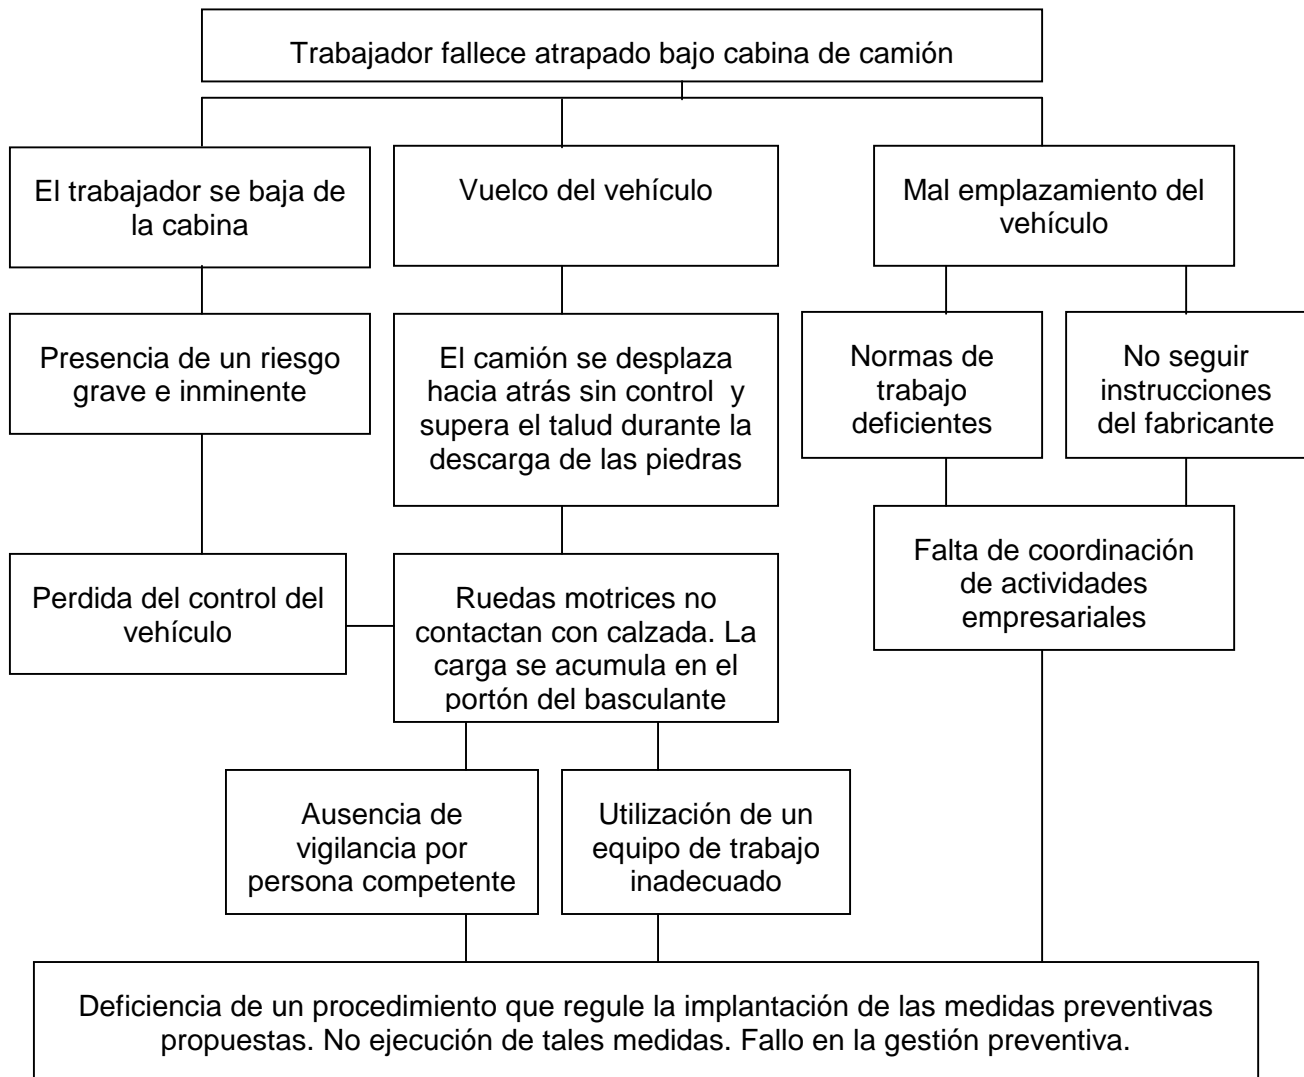 Trabajador fallece atrapado bajo cabina de camión
El trabajador se baja de
la cabina
Vuelco del vehículo
Mal emplazamiento del
vehículo
Presencia de un riesgo
grave e inminente
El camión se desplaza
hacia atrás sin control y
supera el talud durante la
descarga de las piedras
Normas de
trabajo
deficientes
No seguir
instrucciones
del fabricante
Perdida del control del
vehículo
Ruedas motrices no
contactan con calzada. La
carga se acumula en el
portón del basculante
Falta de coordinación
de actividades
empresariales
Ausencia de
vigilancia por
persona competente
Utilización de un
equipo de trabajo
inadecuado
Deficiencia de un procedimiento que regule la implantación de las medidas preventivas
propuestas. No ejecución de tales medidas. Fallo en la gestión preventiva.